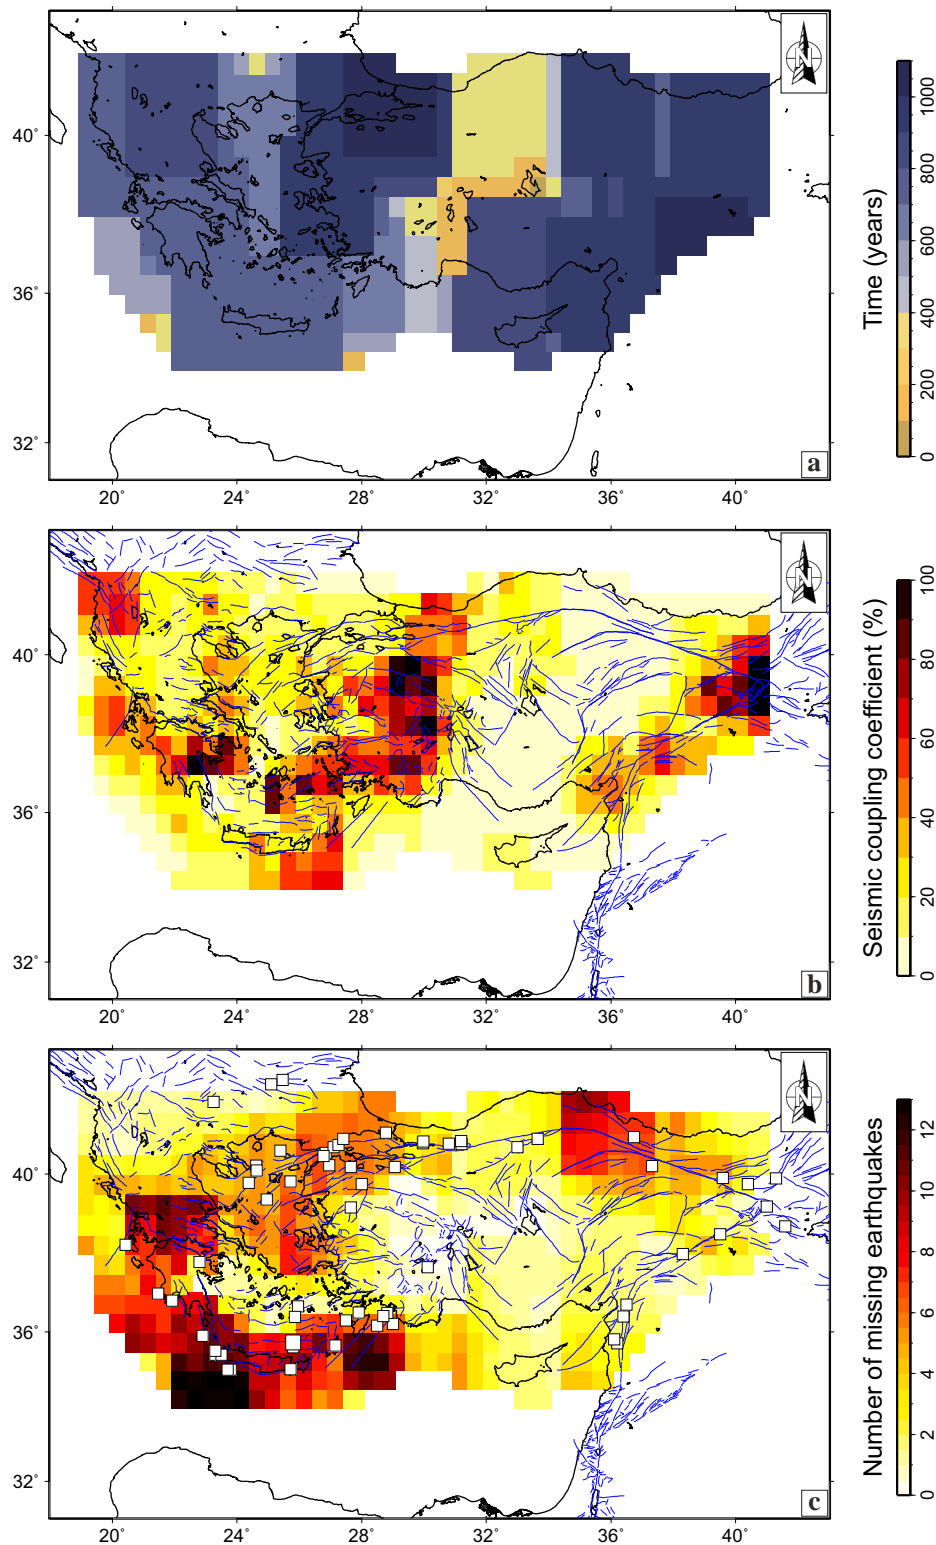 N
40°
36°
32°
a
20 24 28 32 36 40°
Time (years)
0 200 400 600 800 1000
N
40°
36°
32°
b
20 24 28 32 36 40°
Seismic coupling coefficient (%)
0 20 40 60 80 100
N
40°
36°
32°
c
20 24 28 32 36 40°
Number of missing earthquakes
0 2 4 6 8 10 12